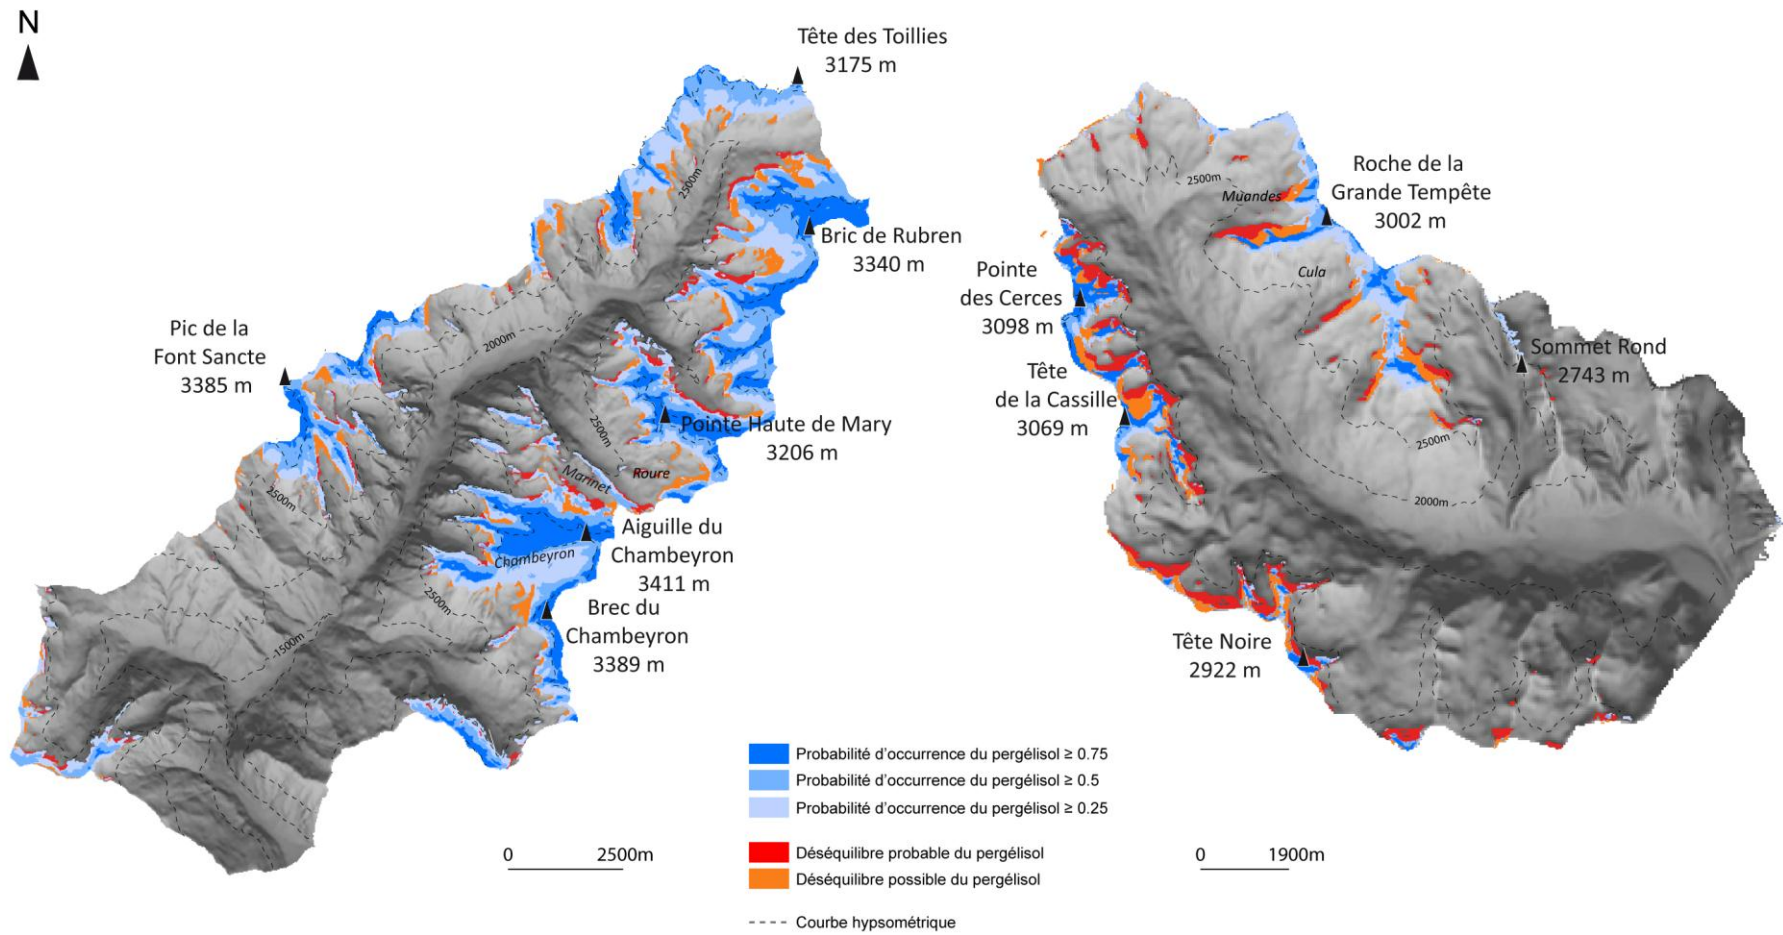 N
Tête des Toillies
3175 m
2500m
Bric de Rubren
3340 m
Pic de la
Font Sancte
3385 m
2000m
Pointe Haute de Mary
3206 m
2500m
Marinet
Roure
2500m
Aiguille du
Chambeyron
3411 m
Chambeyron
Brec du
Chambeyron
3389 m
2500m
1500m
Roche de la
Grande Tempête
3002 m
2500m
Muandes
Cula
Pointe
des Cerces
3098 m
Sommet Rond
2743 m
Tête
de la Cassille
3069 m
2500m
2000m
Tête Noire
2922 m
Probabilité d'occurrence du pergélisol ≥ 0.75
Probabilité d'occurrence du pergélisol ≥ 0.5
Probabilité d'occurrence du pergélisol ≥ 0.25
Déséquilibre probable du pergélisol
Déséquilibre possible du pergélisol
Courbe hypsométrique
0 2500m
0 1900m